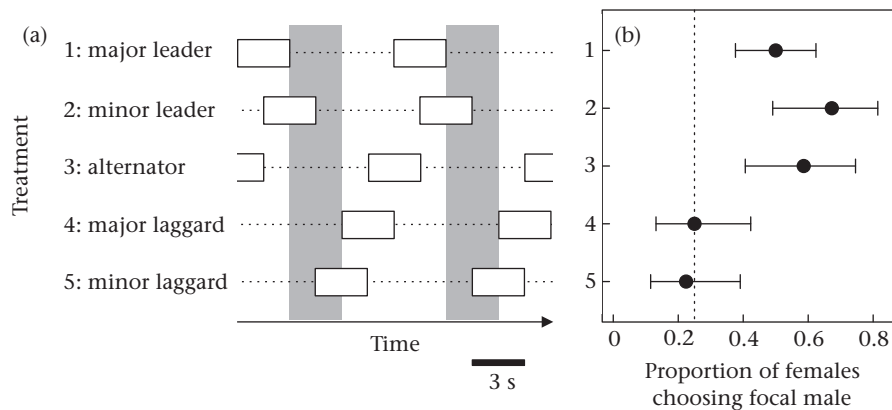 (a)
Treatment
1: major leader
2: minor leader
3: alternator
4: major laggard
5: minor laggard
Time
3 s
(b)
1
2
3
4
5
0 0.2 0.4 0.6 0.8
Proportion of females
choosing focal male